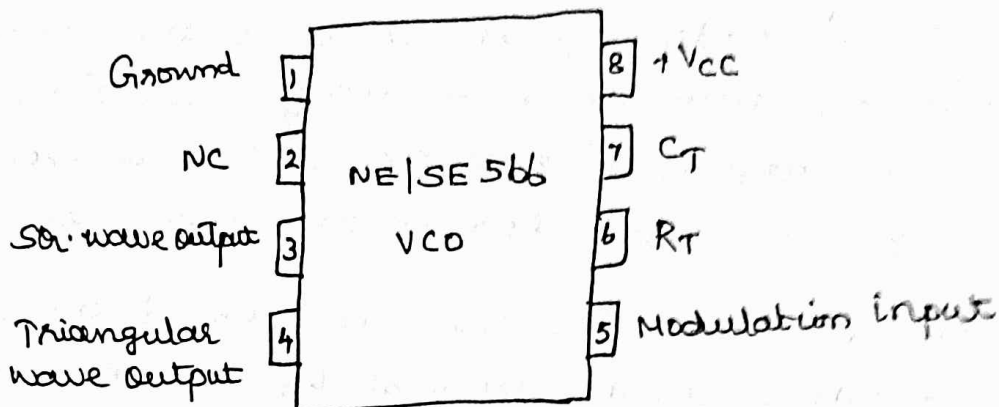 Ground
1
8
+Vcc
NC
2
7
CT
NE|SE 566
VCO
Sq. wave output
3
6
RT
Triangular
wave output
4
5
Modulation input